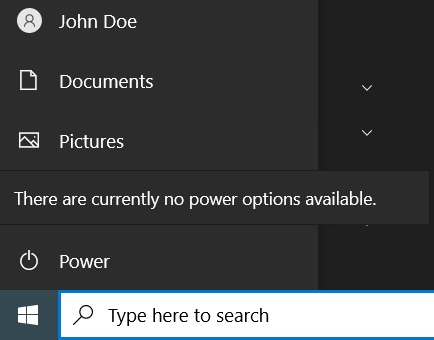 John Doe
Documents
Pictures
There are currently no power options available.
Power
Type here to search